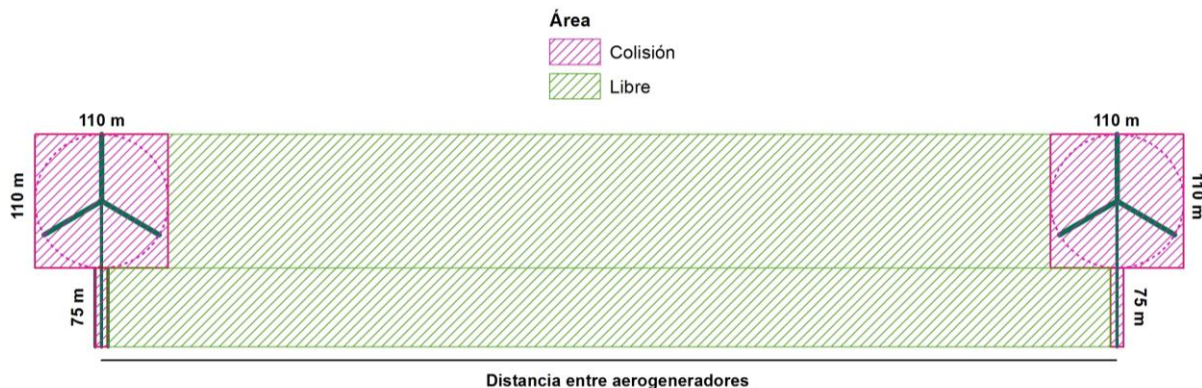 Área
Colisión
Libre
110 m
110 m
110 m
110 m
75 m
75 m
Distancia entre aerogeneradores